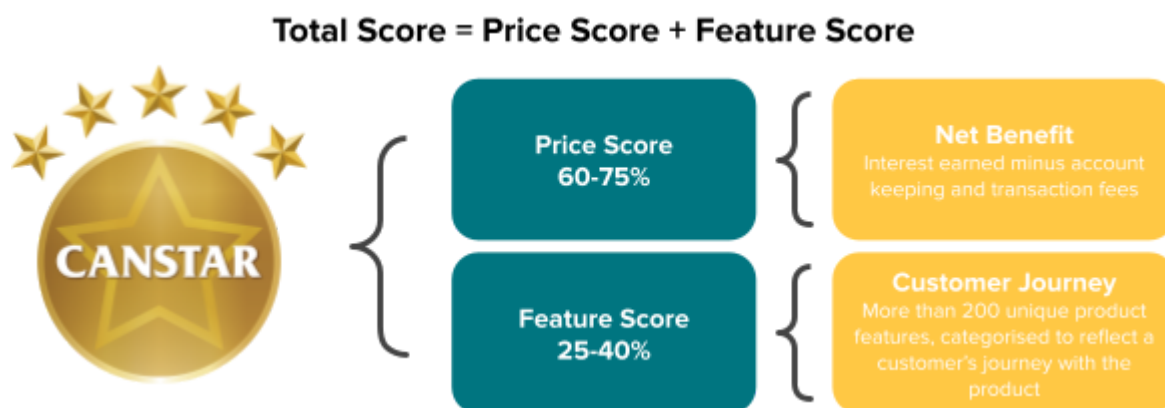 Total Score = Price Score + Feature Score
CANSTAR
Price Score
60-75%
Net Benefit
Interest earned minus account
keeping and transaction fees
Feature Score
25-40%
Customer Journey
More than 200 unique product
features, categorised to reflect a
customer's journey with the
product